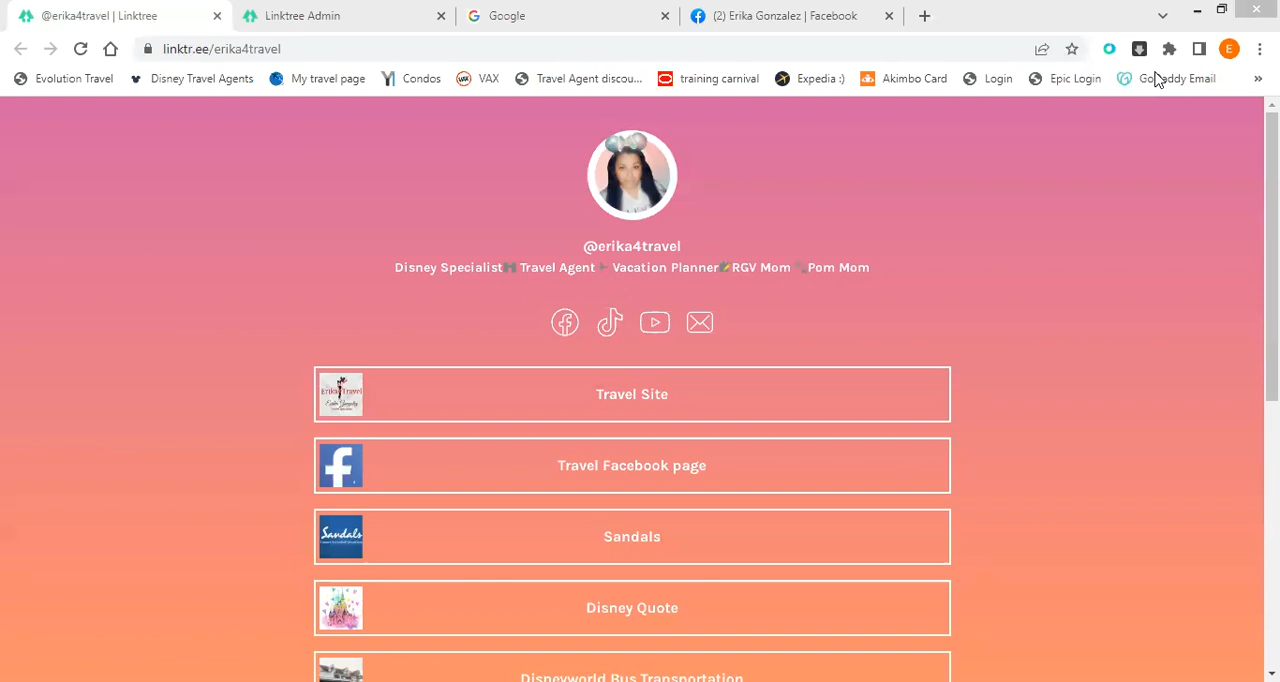 @erika4travel | Linktree
Linktree Admin
Google
(2) Erika Gonzalez | Facebook
linktr.ee/erika4travel
E
Evolution Travel
Disney Travel Agents
My travel page
Condos
VAX
Travel Agent discou...
training carnival
Expedia :)
Akimbo Card
Login
Epic Login
Email
»
@erika4travel
Disney Specialist Travel Agent Vacation Planner RGV Mom Pom Mom
Travel Site
Travel Facebook page
Sandals
Sandals
Disney Quote
Disneyworld Bus Transportation